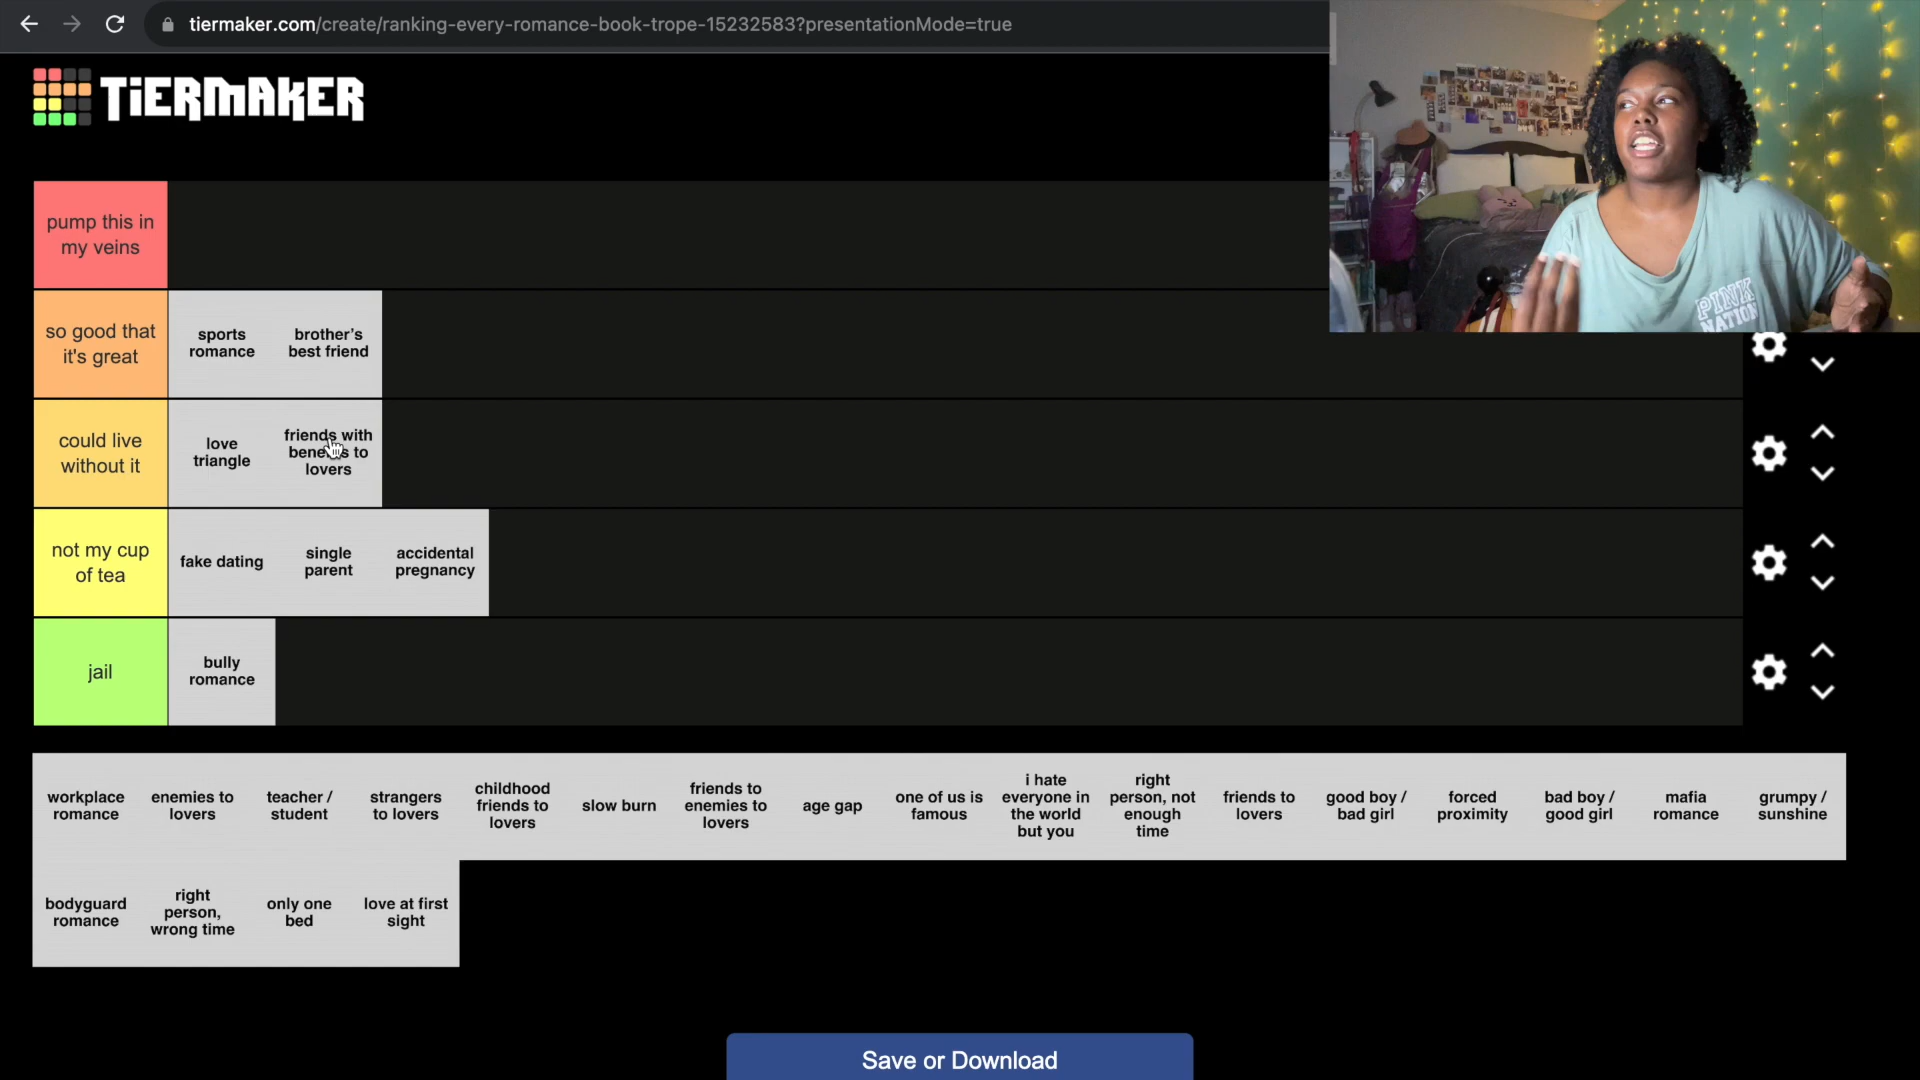 tiermaker.com/create/ranking-every-romance-book-trope-15232583?presentationMode=true
TiERMAKER
pump this in
my veins
so good that
it's great
sports
romance
brother's
best friend
could live
without it
love
triangle
friends with
benefits to
lovers
not my cup
of tea
fake dating
single
parent
accidental
pregnancy
jail
bully
romance
workplace
romance
enemies to
lovers
teacher /
student
strangers
to lovers
childhood
friends to
lovers
slow burn
friends to
enemies to
lovers
age gap
one of us is
famous
i hate
everyone in
the world
but you
right
person, not
enough
time
friends to
lovers
good boy /
bad girl
forced
proximity
bad boy /
good girl
mafia
romance
grumpy /
sunshine
bodyguard
romance
right
person,
wrong time
only one
bed
love at first
sight
Save or Download
PINK
NATION